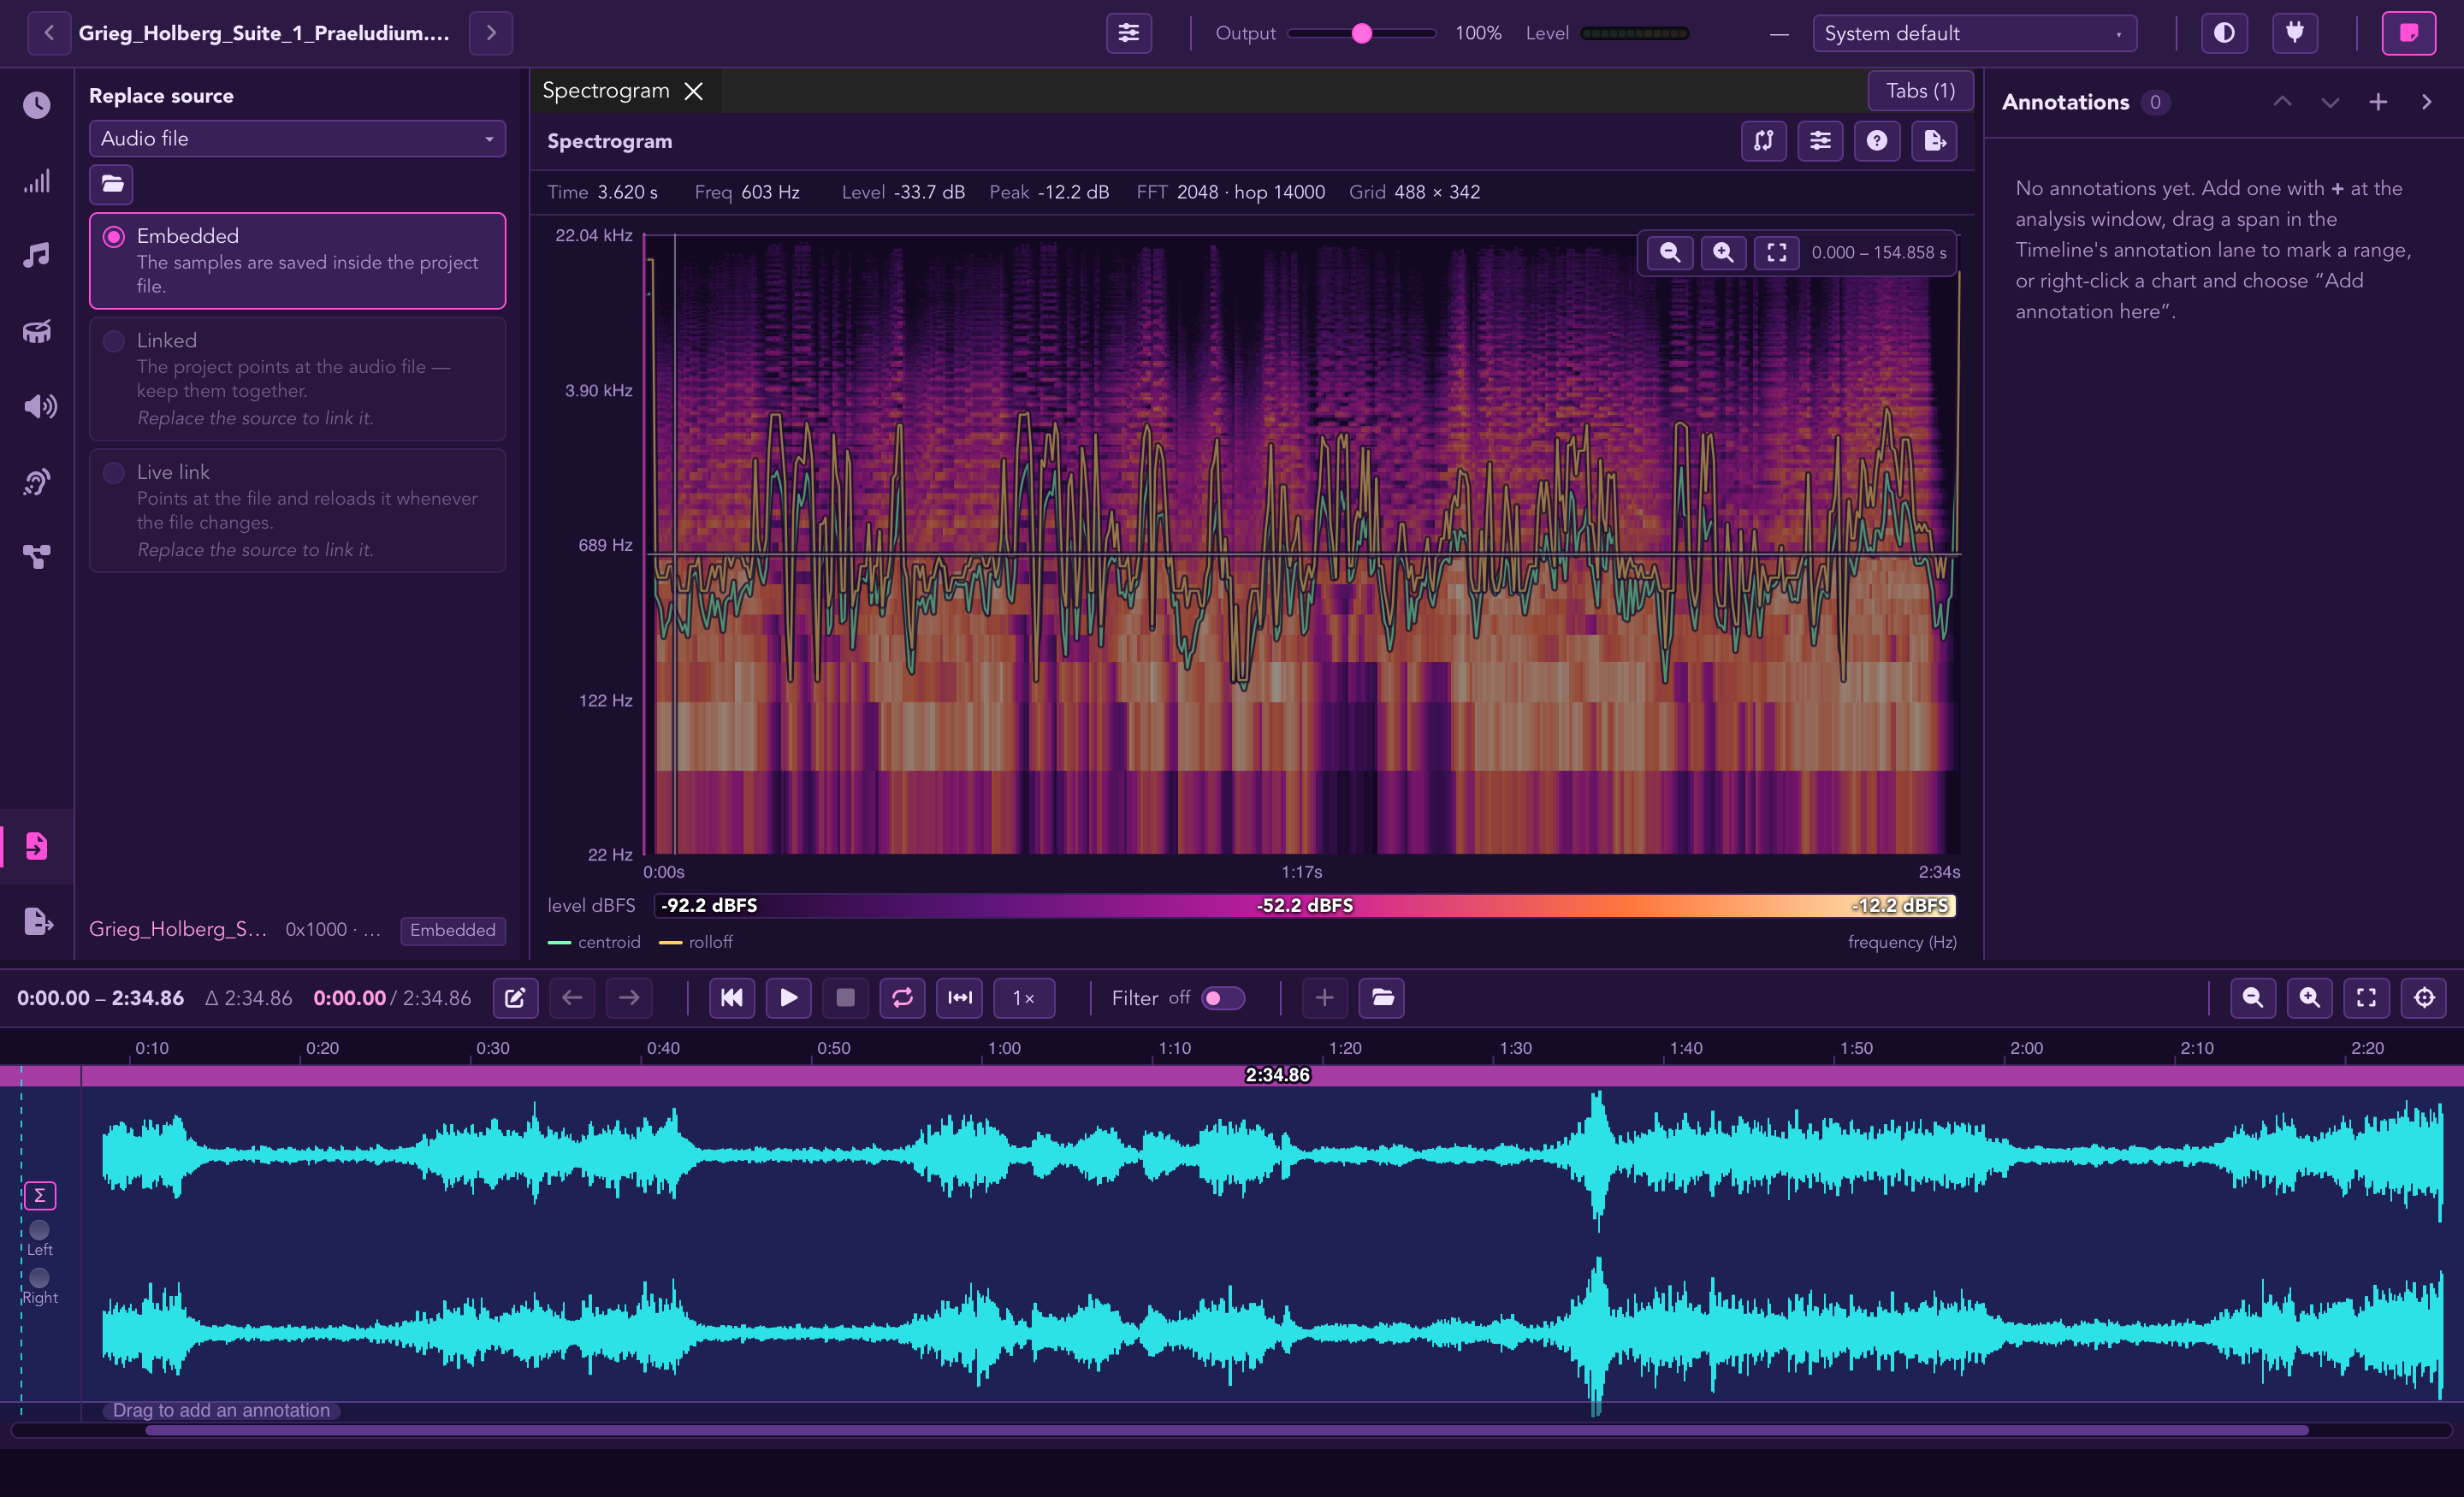 Grieg_Holberg_Suite_1_Praeludium....
Output 100% Level — System default
Replace source
Audio file
Embedded
The samples are saved inside the project
file.
Linked
The project points at the audio file —
keep them together.
Replace the source to link it.
Live link
Points at the file and reloads it whenever
the file changes.
Replace the source to link it.
Grieg_Holberg_S... 0x1000 · ... Embedded
Spectrogram
Tabs (1)
Spectrogram
Time 3.620 s Freq 603 Hz Level -33.7 dB Peak -12.2 dB FFT 2048 · hop 14000 Grid 488 × 342
0.000 – 154.858 s
22.04 kHz
3.90 kHz
689 Hz
122 Hz
22 Hz
0:00s 1:17s 2:34s
level dBFS -92.2 dBFS -52.2 dBFS -12.2 dBFS
centroid rolloff frequency (Hz)
Annotations 0
No annotations yet. Add one with + at the
analysis window, drag a span in the
Timeline's annotation lane to mark a range,
or right-click a chart and choose “Add
annotation here”.
0:00.00 – 2:34.86 Δ 2:34.86 0:00.00 / 2:34.86 1× Filter off
0:10 0:20 0:30 0:40 0:50 1:00 1:10 1:20 1:30 1:40 1:50 2:00 2:10 2:20
2:34.86
Σ
Left
Right
Drag to add an annotation